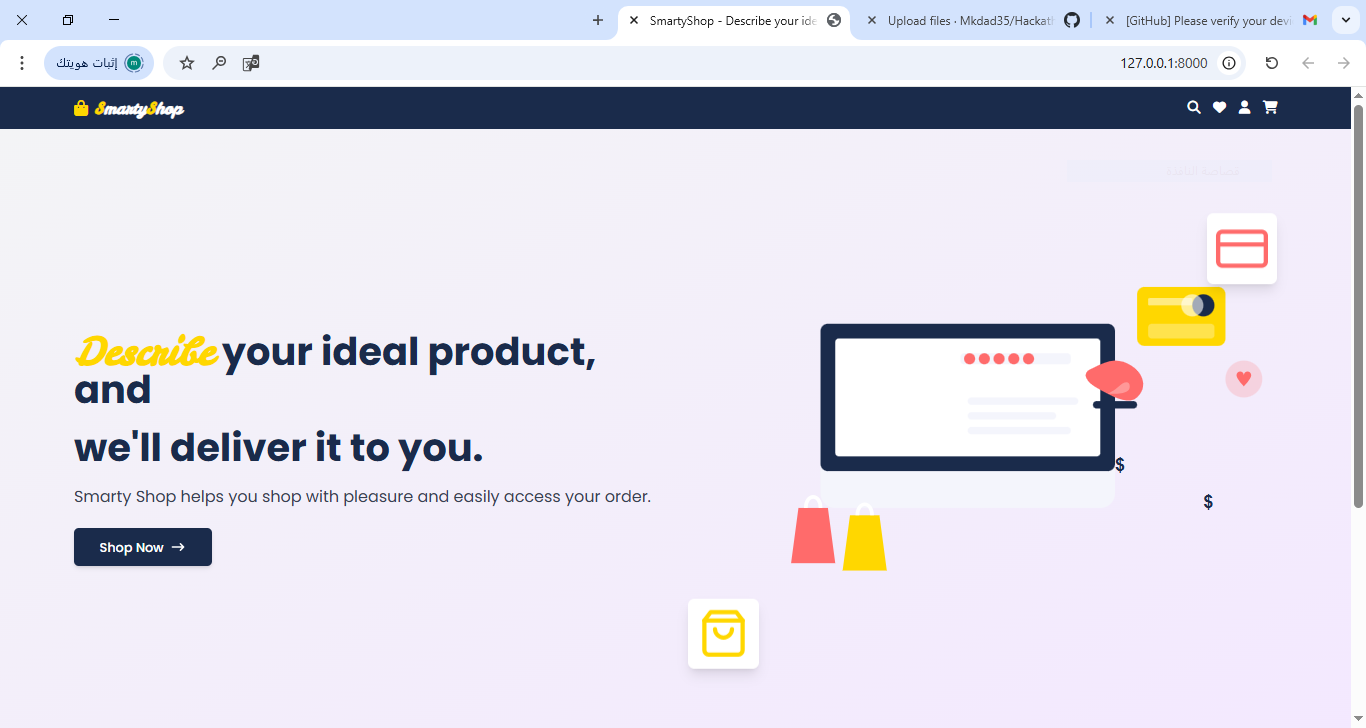 SmartyShop - Describe your ide
Upload files · Mkdad35/Hackath
[GitHub] Please verify your devi
إثبات هويتك
m
127.0.0.1:8000
SmartyShop
Describe your ideal product,
and
we'll deliver it to you.
Smarty Shop helps you shop with pleasure and easily access your order.
Shop Now →
$
$